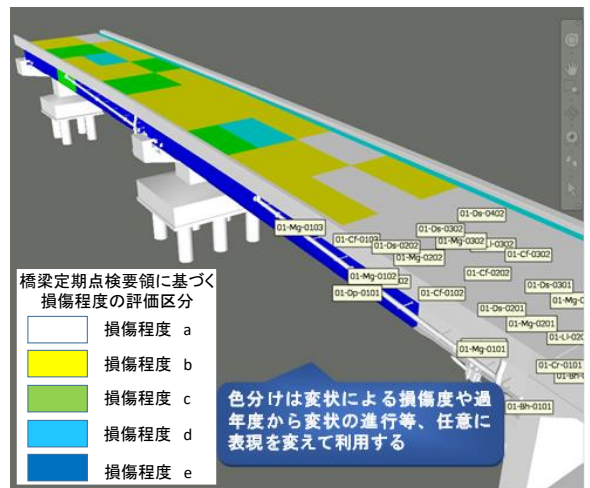 01-Ds-0402
01-Mg-0103
01-Ds-0302
01-Cf-0103
01-Ds-0202
01-Mg-0302
l-0302
01-Cf-0302
01-Mg-0202
01-Mg-0102
01-Cf-0202
01-Dp-0101
01-Cf-0102
01-Ds-0301
01-Ds-0201
01-Mg-0201
01-Mg-0101
01-Cr-0101
01-Bh-0101
橋梁定期点検要領に基づく
損傷程度の評価区分
損傷程度 a
損傷程度 b
損傷程度 c
損傷程度 d
損傷程度 e
色分けは変状による損傷度や過
年度から変状の進行等、任意に
表現を変えて利用する